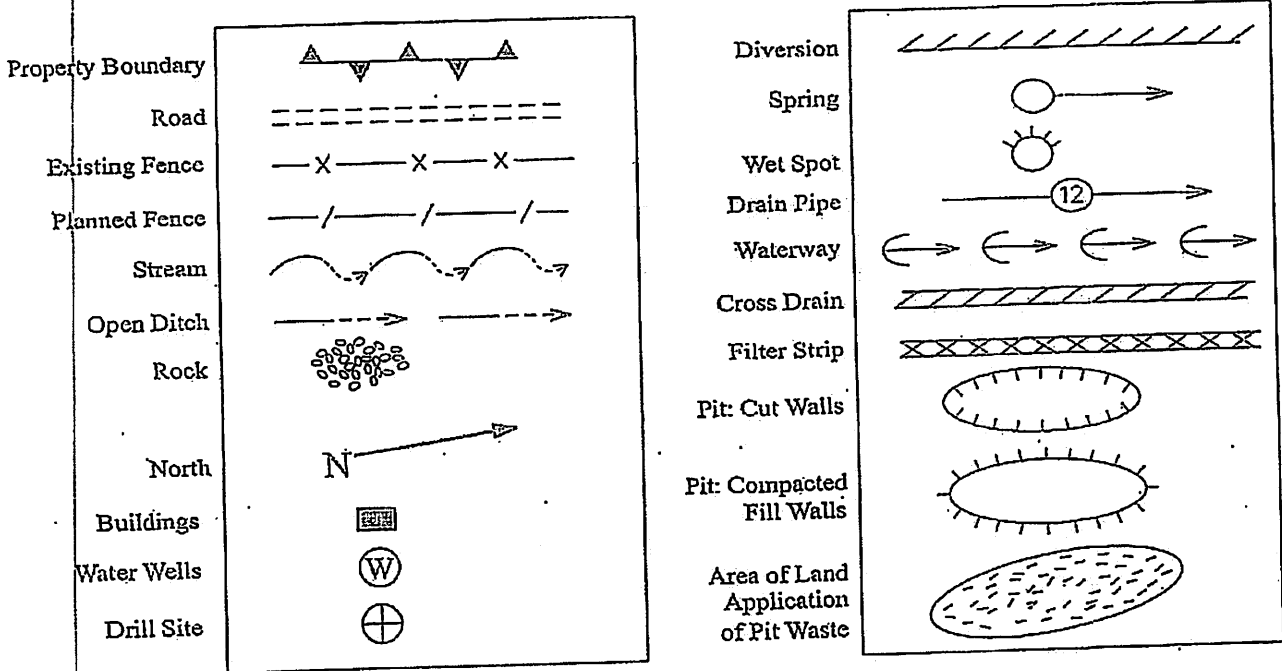 Property Boundary
Road
Existing Fence
X X X
Planned Fence
Stream
Open Ditch
Rock
North
N
Buildings
Water Wells
W
Drill Site
Diversion
Spring
Wet Spot
Drain Pipe
12
Waterway
Cross Drain
Filter Strip
Pit: Cut Walls
Pit: Compacted
Fill Walls
Area of Land
Application
of Pit Waste